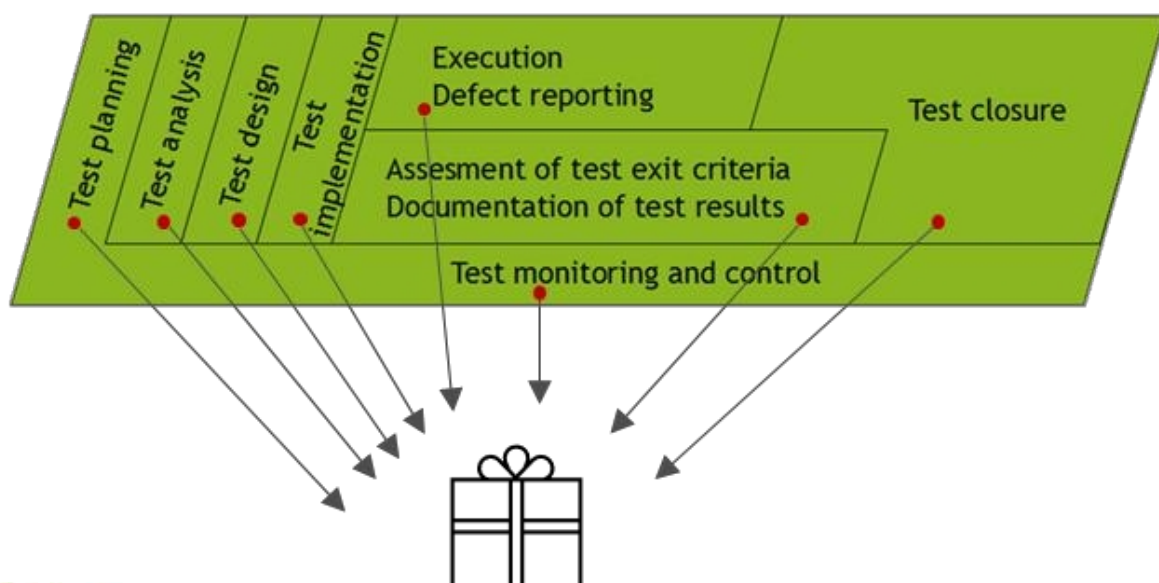 Test planning
Test analysis
Test design
Test
implementation
Execution
Defect reporting
Assesment of test exit criteria
Documentation of test results
Test closure
Test monitoring and control